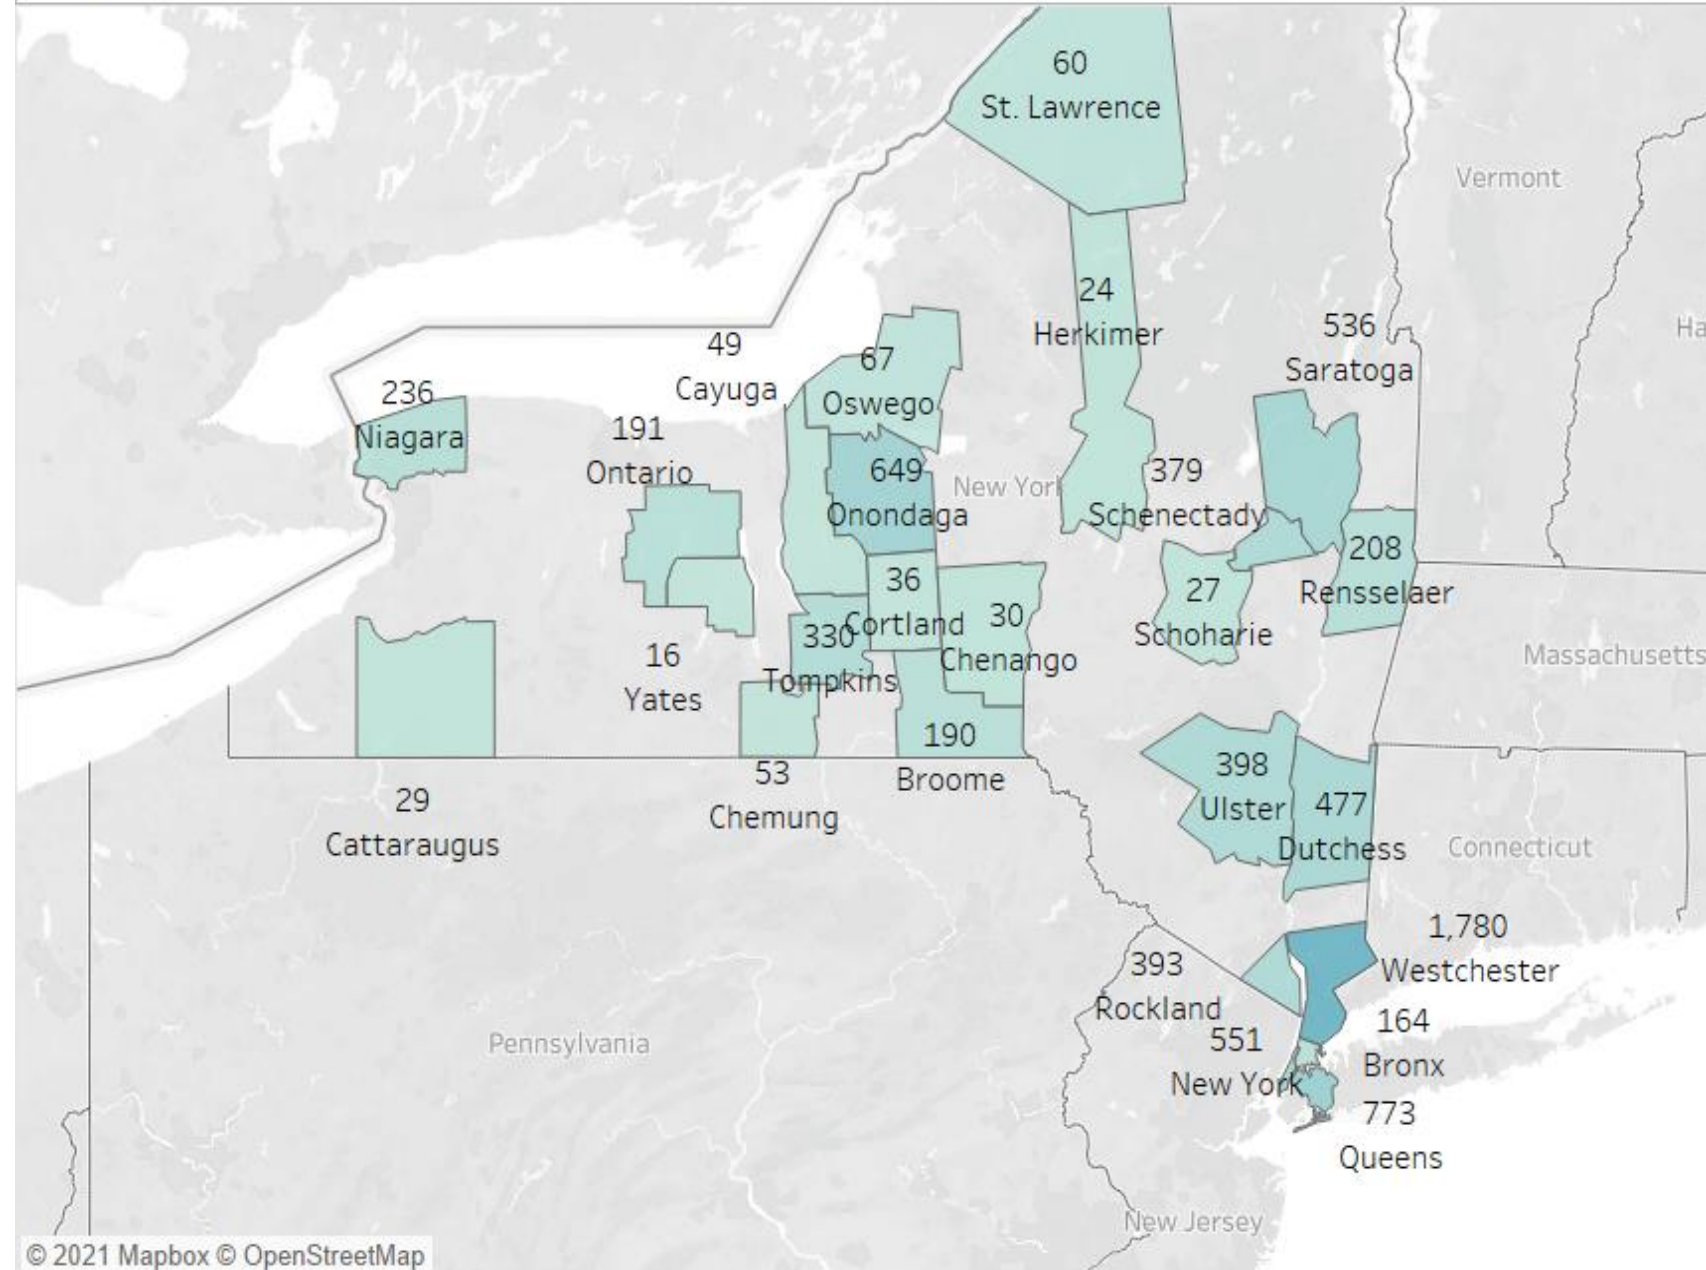 60
St. Lawrence
Vermont
24
Herkimer
536
Saratoga
Ha
49
Cayuga
67
Oswego
236
Niagara
191
Ontario
649
Onondaga
New York
379
Schenectady
208
Rensselaer
36
Cortland
30
Chenango
27
Schoharie
330
Tompkins
16
Yates
Massachusetts
190
Broome
53
Chemung
29
Cattaraugus
398
Ulster
477
Dutchess
Connecticut
1,780
Westchester
393
Rockland
164
Bronx
551
New York
773
Queens
Pennsylvania
New Jersey
© 2021 Mapbox © OpenStreetMap